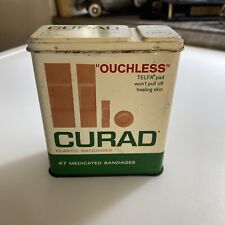 "OUCHLESS"
TELFA® pad
won't pull off
healing skin
CURAD®
PLASTIC BANDAGES
47 MEDICATED BANDAGES